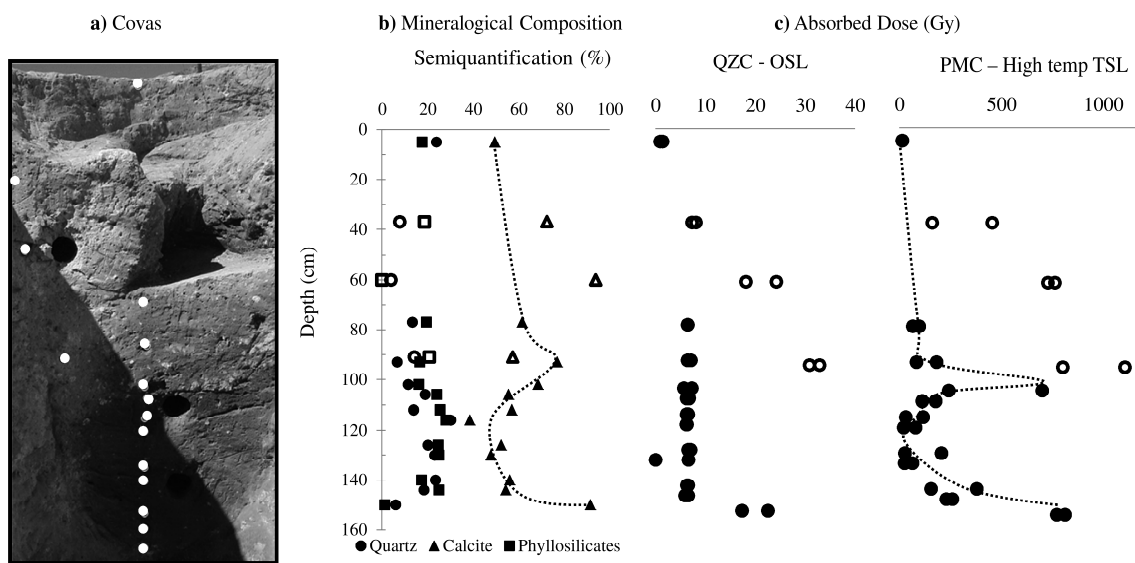 a) Covas
b) Mineralogical Composition
Semiquantification (%)
c) Absorbed Dose (Gy)
QZC - OSL
PMC – High temp TSL
0 20 40 60 80 100
0 10 20 30 40
0 500 1000
Depth (cm)
0
20
40
60
80
100
120
140
160
Quartz Calcite Phyllosilicates